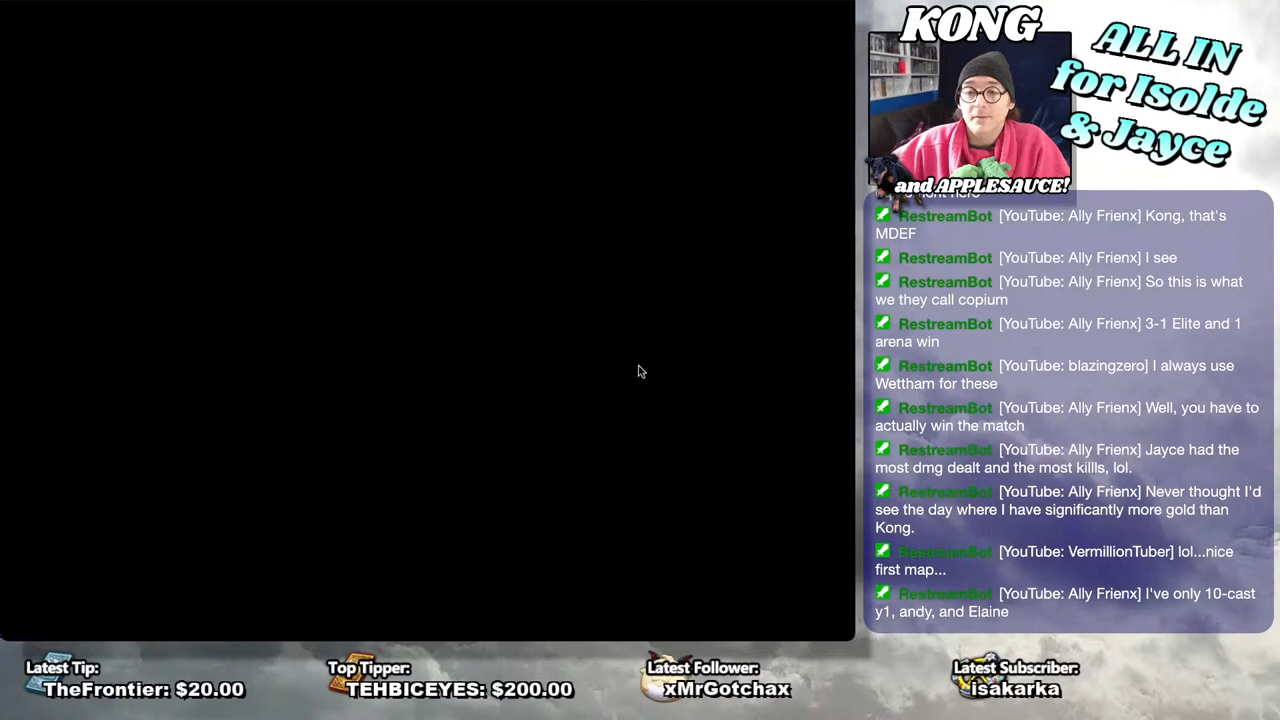 KONG
and APPLESAUCE!
ALL IN
for Isolde
& Jayce
RestreamBot [YouTube: Ally Frienx] Kong, that's
MDEF
RestreamBot [YouTube: Ally Frienx] I see
RestreamBot [YouTube: Ally Frienx] So this is what
we they call copium
RestreamBot [YouTube: Ally Frienx] 3-1 Elite and 1
arena win
RestreamBot [YouTube: blazingzero] I always use
Wettham for these
RestreamBot [YouTube: Ally Frienx] Well, you have to
actually win the match
RestreamBot [YouTube: Ally Frienx] Jayce had the
most dmg dealt and the most killls, lol.
RestreamBot [YouTube: Ally Frienx] Never thought I'd
see the day where I have significantly more gold than
Kong.
RestreamBot [YouTube: VermillionTuber] lol...nice
first map...
RestreamBot [YouTube: Ally Frienx] I've only 10-cast
y1, andy, and Elaine
Latest Tip:
TheFrontier: $20.00
Top Tipper:
TEHBICEYES: $200.00
Latest Follower:
xMrGotchax
Latest Subscriber:
isakarka